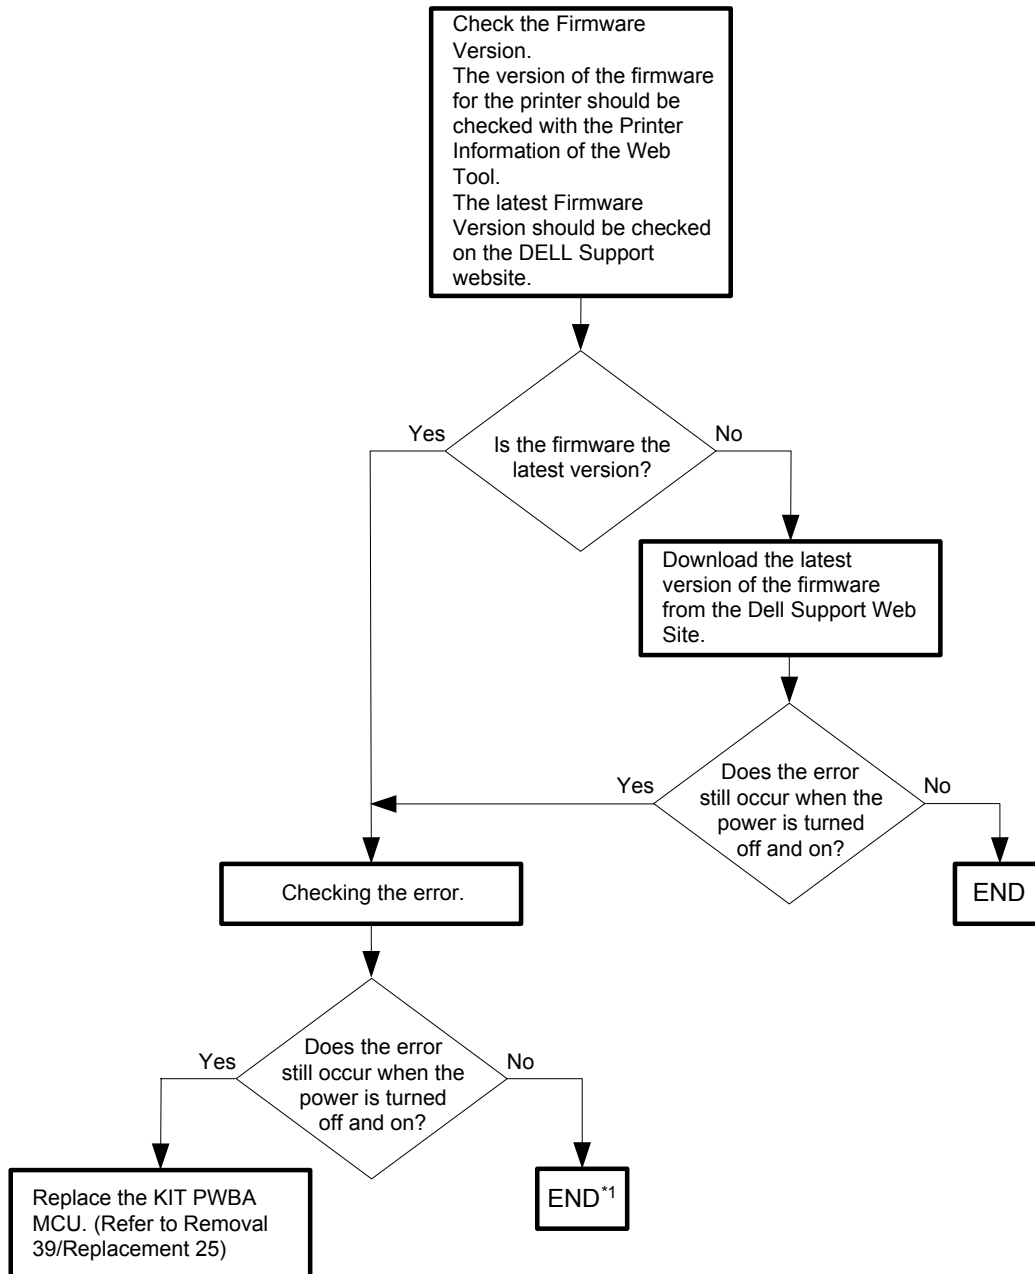 Check the Firmware
Version.
The version of the firmware
for the printer should be
checked with the Printer
Information of the Web
Tool.
The latest Firmware
Version should be checked
on the DELL Support
website.
Yes
No
Is the firmware the
latest version?
Download the latest
version of the firmware
from the Dell Support Web
Site.
Yes
No
Does the error
still occur when the
power is turned
off and on?
END
Checking the error.
Yes
No
Does the error
still occur when the
power is turned
off and on?
END*1
Replace the KIT PWBA
MCU. (Refer to Removal
39/Replacement 25)